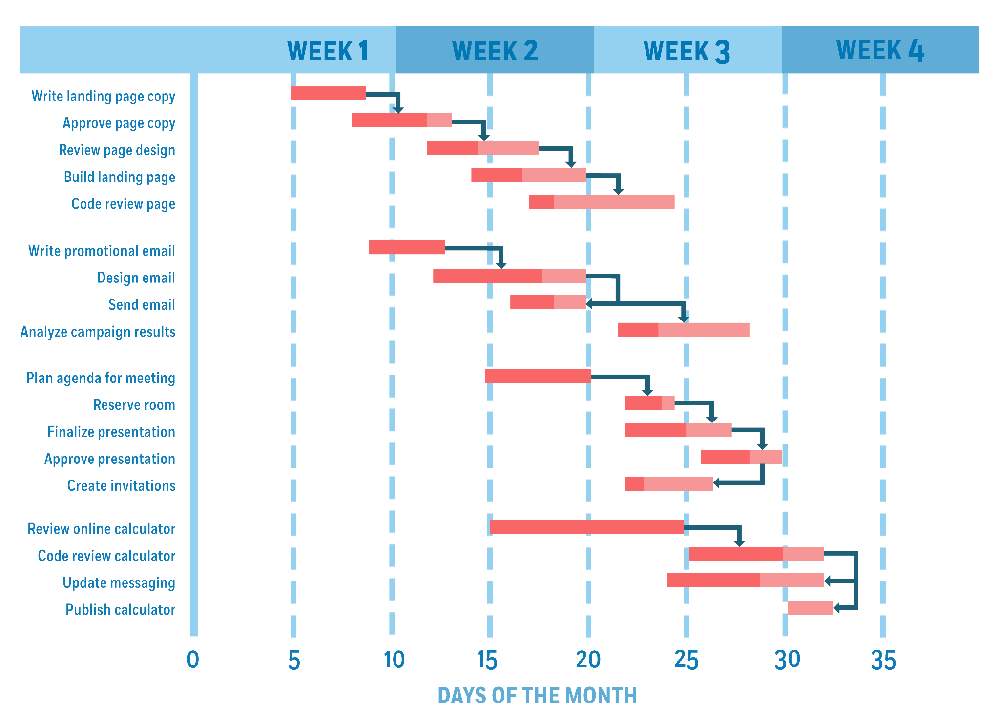 WEEK 1 WEEK 2 WEEK 3 WEEK 4
Write landing page copy
Approve page copy
Review page design
Build landing page
Code review page
Write promotional email
Design email
Send email
Analyze campaign results
Plan agenda for meeting
Reserve room
Finalize presentation
Approve presentation
Create invitations
Review online calculator
Code review calculator
Update messaging
Publish calculator
0 5 10 15 20 25 30 35
DAYS OF THE MONTH